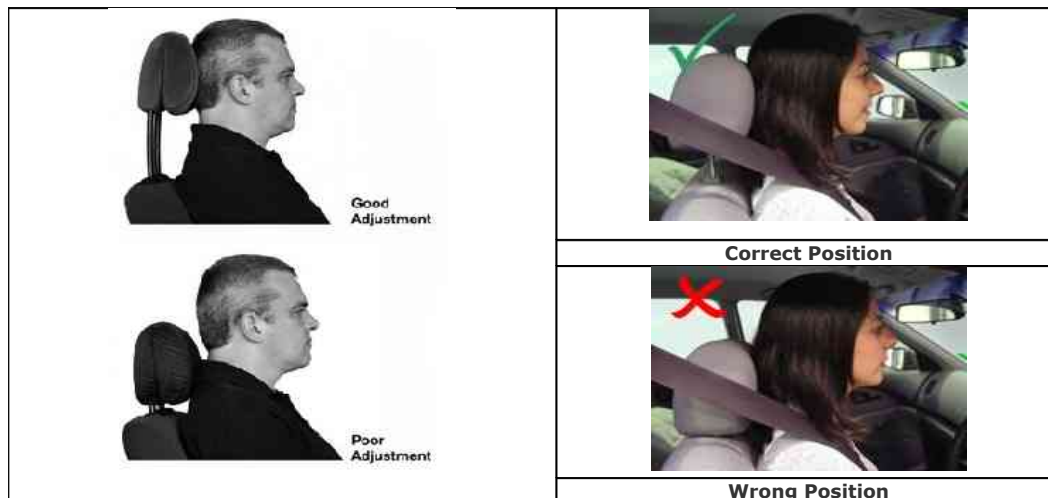 Good
Adjustment
Poor
Adjustment
Correct Position
Wrong Position